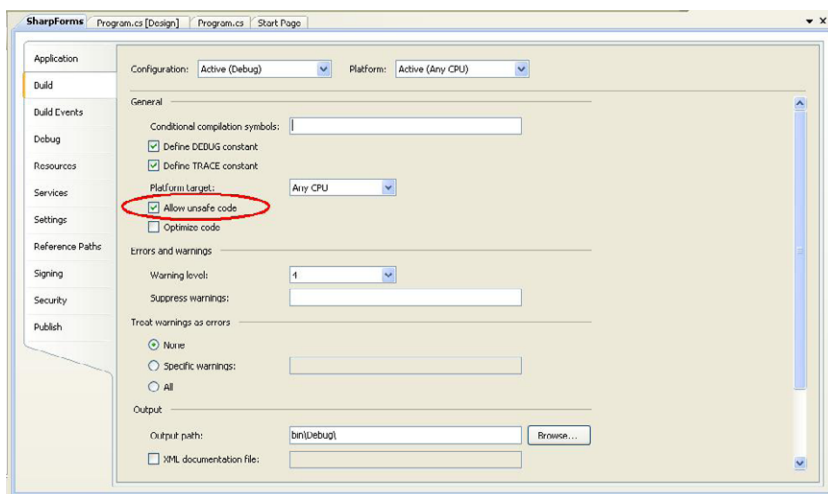 SharpForms Program.cs [Design] Program.cs Start Page
Application
Build
Build Events
Debug
Resources
Services
Settings
Reference Paths
Signing
Security
Publish
Configuration: Active (Debug) Platform: Active (Any CPU)
General
Conditional compilation symbols:
Define DEBUG constant
Define TRACE constant
Platform target: Any CPU
Allow unsafe code
Optimize code
Errors and warnings
Warning level: 4
Suppress warnings:
Treat warnings as errors
None
Specific warnings:
All
Output
Output path: bin\Debug\ Browse...
XML documentation file: